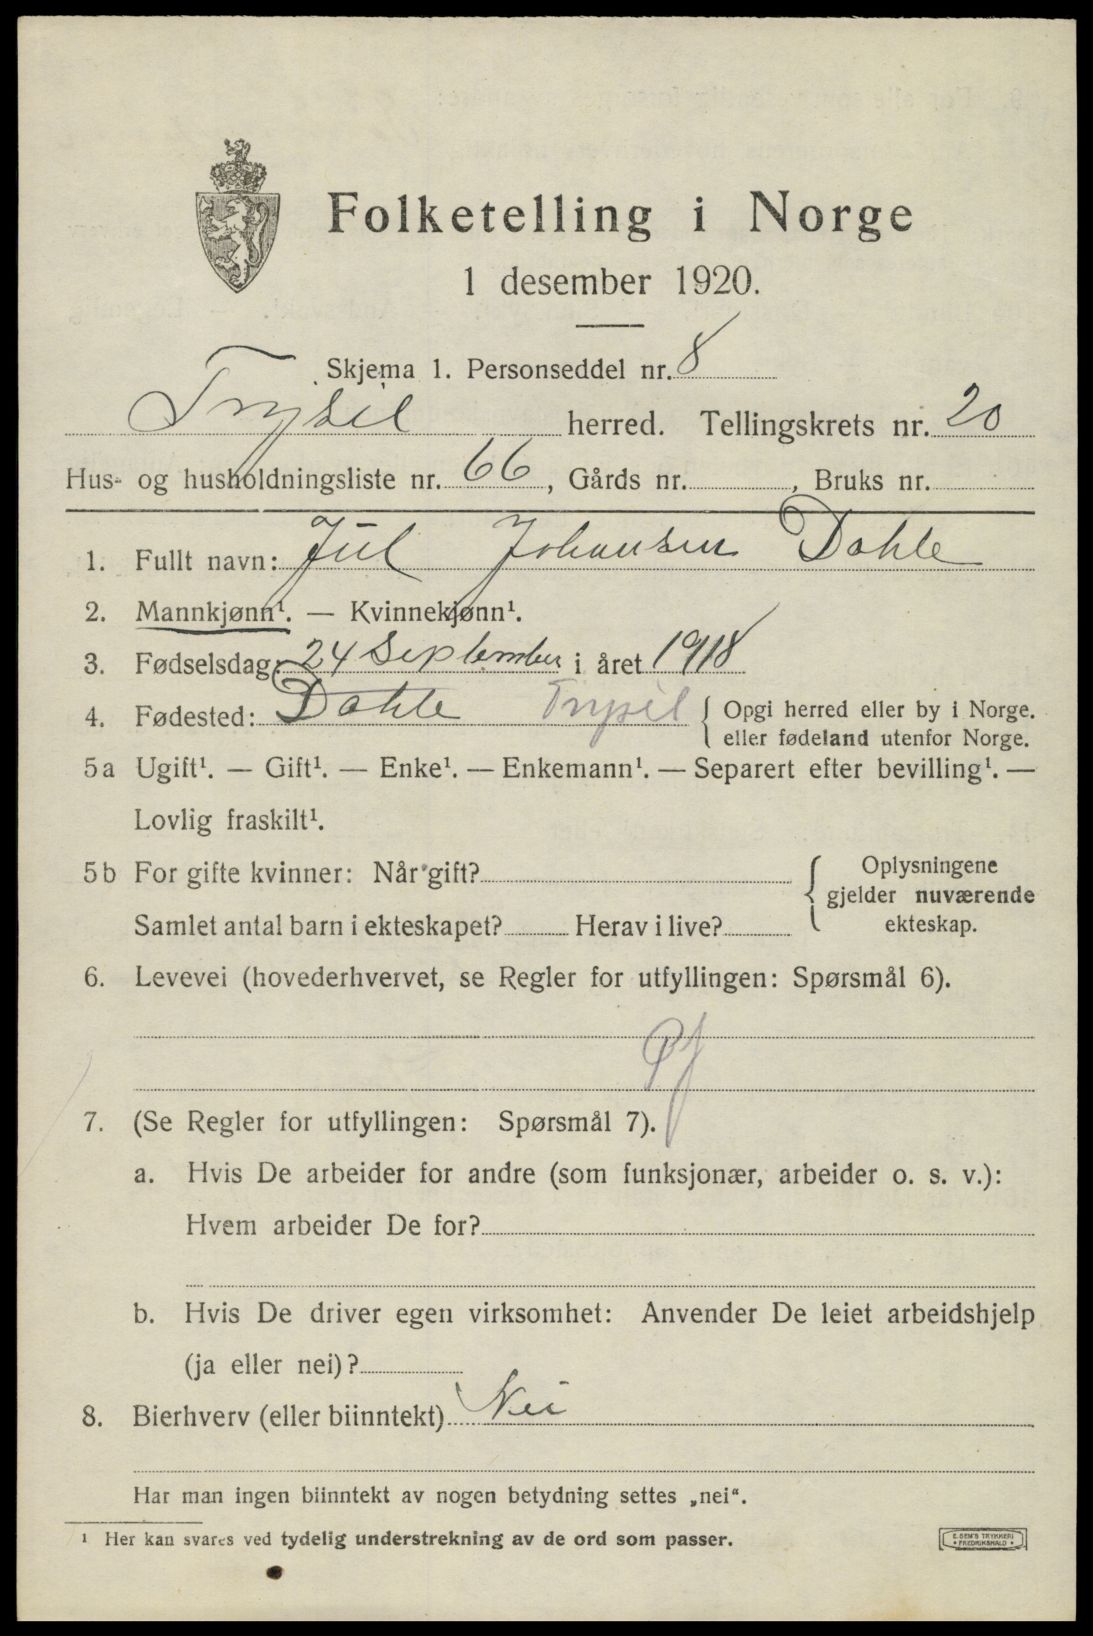 Folketelling i Norge
1 desember 1920.
Skjema 1. Personseddel nr. 8
Trysil herred. Tellingskrets nr. 20
Hus- og husholdningsliste nr. 66, Gårds nr. , Bruks nr.
1. Fullt navn: Jul Johansen Dahle
2. Mannkjønn¹. — Kvinnekjønn¹.
3. Fødselsdag: 24 September i året 1918
4. Fødested: Dahle Trysil { Opgi herred eller by i Norge.
eller fødeland utenfor Norge.
5a Ugift¹. — Gift¹. — Enke¹. — Enkemann¹. — Separert efter bevilling¹. —
Lovlig fraskilt¹.
5b For gifte kvinner: Når gift?
Samlet antal barn i ekteskapet? Herav i live?
{ Oplysningene
gjelder nuværende
ekteskap.
6. Levevei (hovederhvervet, se Regler for utfyllingen: Spørsmål 6).
7. (Se Regler for utfyllingen: Spørsmål 7).
a. Hvis De arbeider for andre (som funksjonær, arbeider o. s. v.):
Hvem arbeider De for?
b. Hvis De driver egen virksomhet: Anvender De leiet arbeidshjelp
(ja eller nei)?
8. Bierhverv (eller biinntekt) Nei
Har man ingen biinntekt av nogen betydning settes „nei“.
¹ Her kan svares ved tydelig understrekning av de ord som passer.
E. SEM'S TRYKKERI
• FREDRIKSHALD •